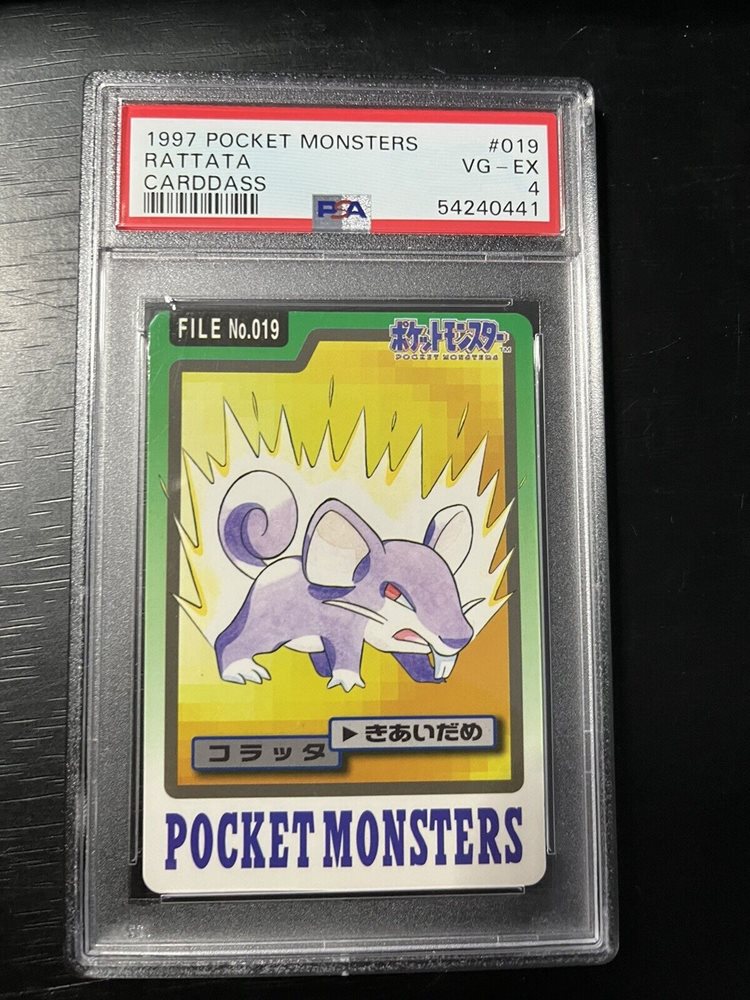 1997 POCKET MONSTERS #019
RATTATA VG-EX
CARDDASS 4
PSA 54240441
FILE No.019
ポケットモンスター
POCKET MONSTERS TM
▶きあいだめ
コラッタ
POCKET MONSTERS